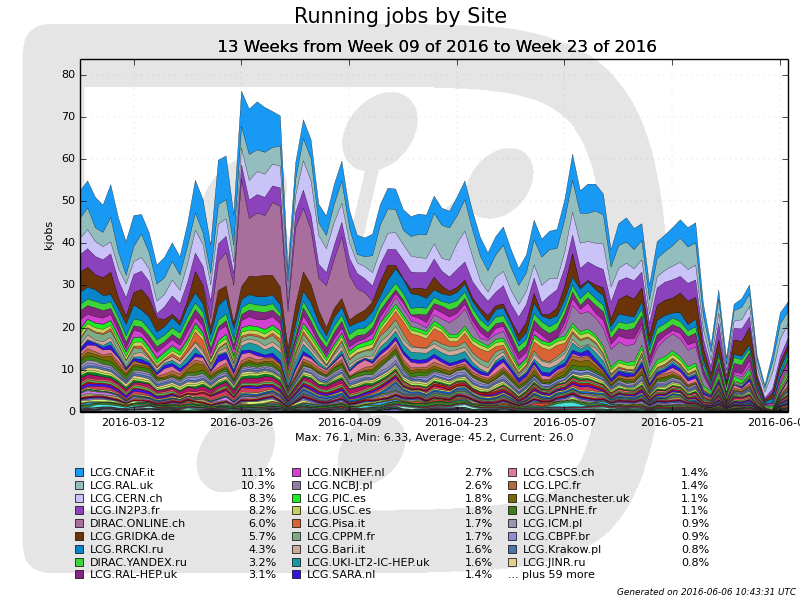 Running jobs by Site
13 Weeks from Week 09 of 2016 to Week 23 of 2016
80
70
60
50
40
30
20
10
0
kjobs
2016-03-12 2016-03-26 2016-04-09 2016-04-23 2016-05-07 2016-05-21 2016-06-0
Max: 76.1, Min: 6.33, Average: 45.2, Current: 26.0
LCG.CNAF.it 11.1% LCG.NIKHEF.nl 2.7% LCG.CSCS.ch 1.4%
LCG.RAL.uk 10.3% LCG.NCBJ.pl 2.6% LCG.LPC.fr 1.4%
LCG.CERN.ch 8.3% LCG.PIC.es 1.8% LCG.Manchester.uk 1.1%
LCG.IN2P3.fr 8.2% LCG.USC.es 1.8% LCG.LPNHE.fr 1.1%
DIRAC.ONLINE.ch 6.0% LCG.Pisa.it 1.7% LCG.ICM.pl 0.9%
LCG.GRIDKA.de 5.7% LCG.CPPM.fr 1.7% LCG.CBPF.br 0.9%
LCG.RRCKI.ru 4.3% LCG.Bari.it 1.6% LCG.Krakow.pl 0.8%
DIRAC.YANDEX.ru 3.2% LCG.UKI-LT2-IC-HEP.uk 1.6% LCG.JINR.ru 0.8%
LCG.RAL-HEP.uk 3.1% LCG.SARA.nl 1.4% ... plus 59 more
Generated on 2016-06-06 10:43:31 UTC